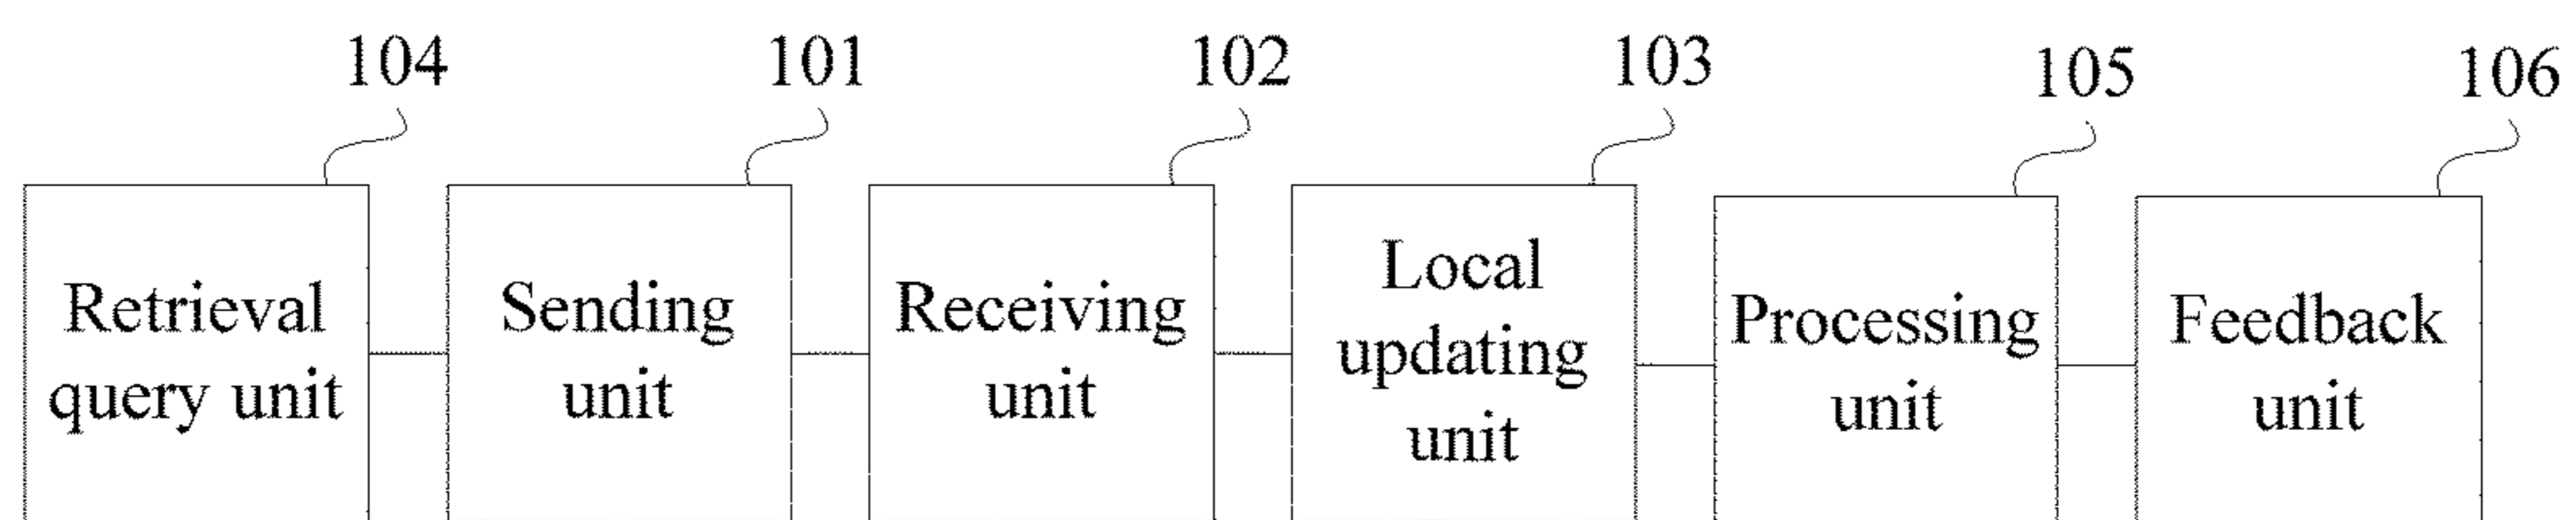 104
101
102
103
105
106
Retrieval
query unit
Sending
unit
Receiving
unit
Local
updating
unit
Processing
unit
Feedback
unit